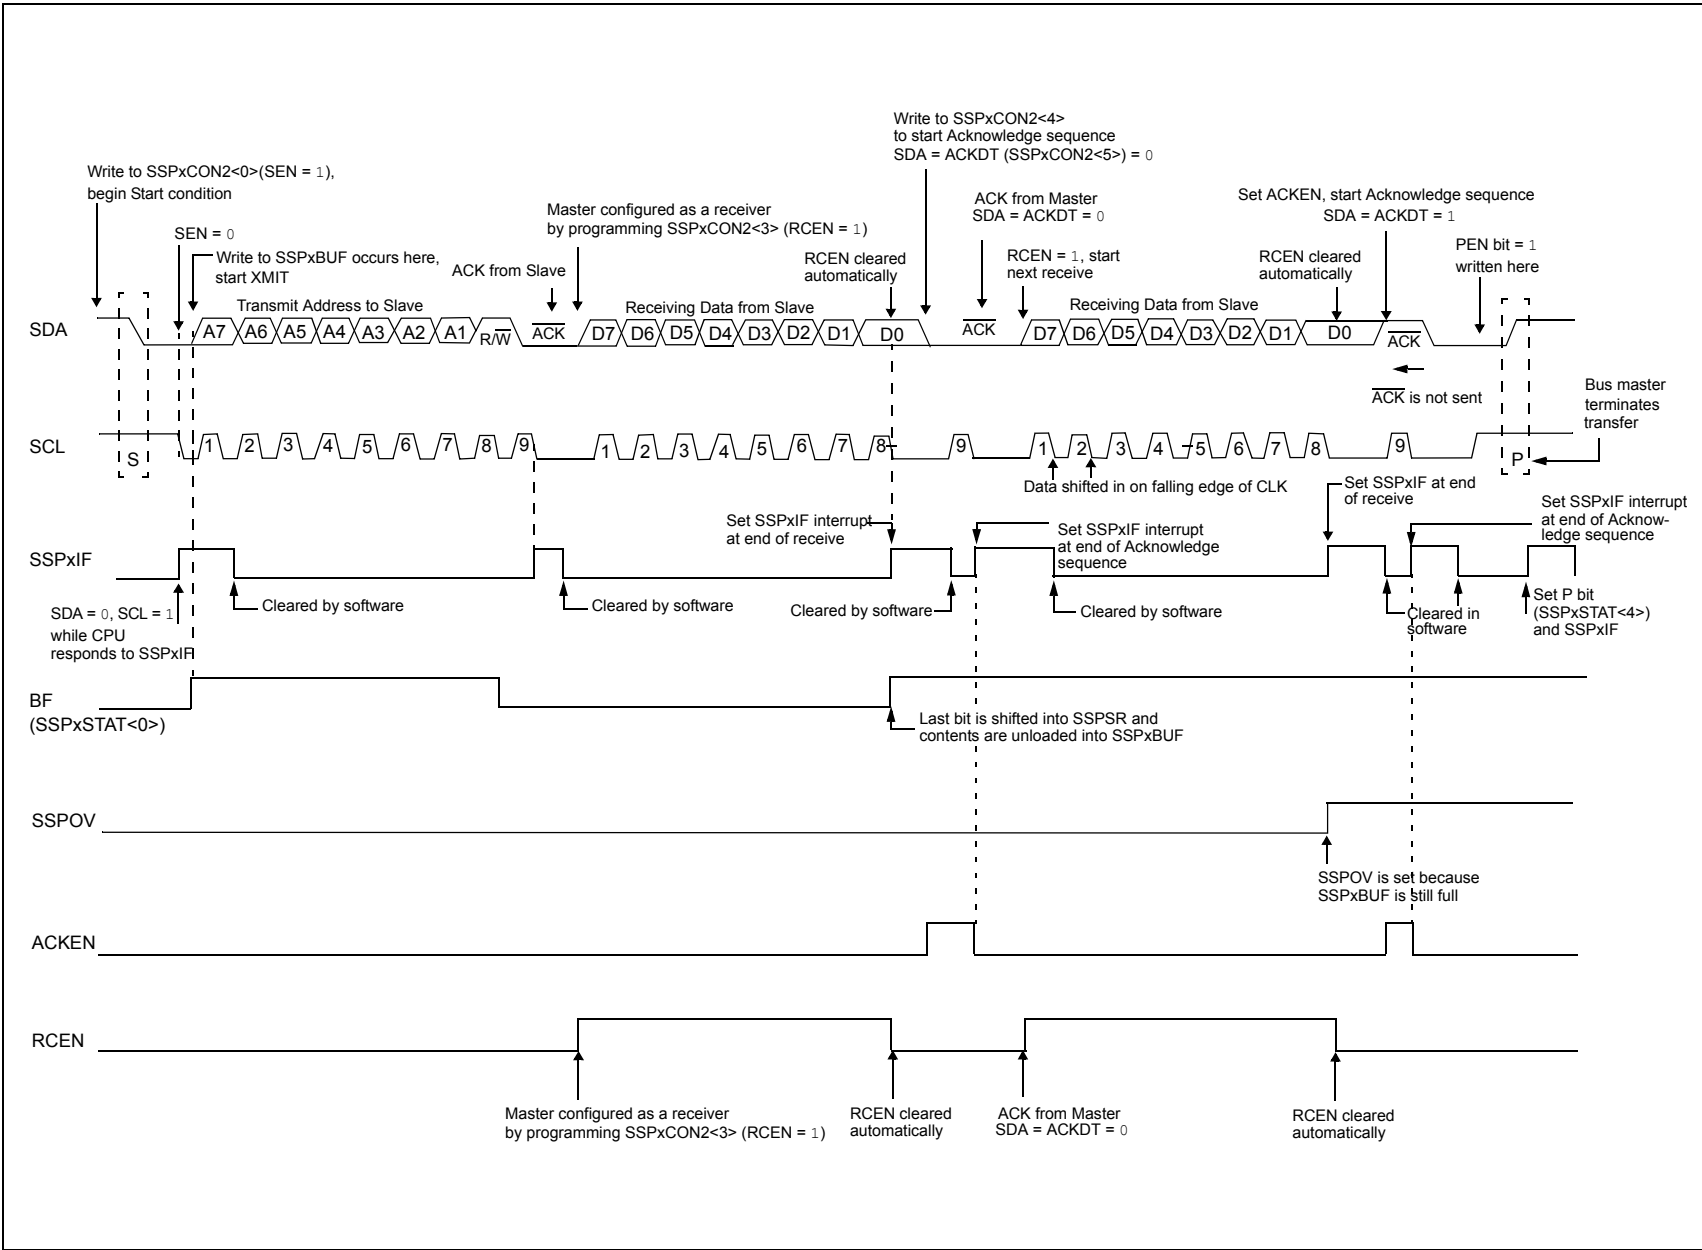 Write to SSPxCON2<4>
to start Acknowledge sequence
SDA = ACKDT (SSPxCON2<5>) = 0
Write to SSPxCON2<0>(SEN = 1),
begin Start condition
ACK from Master
SDA = ACKDT = 0
Set ACKEN, start Acknowledge sequence
SDA = ACKDT = 1
Master configured as a receiver
by programming SSPxCON2<3> (RCEN = 1)
SEN = 0
PEN bit = 1
written here
Write to SSPxBUF occurs here,
start XMIT
ACK from Slave
RCEN cleared
automatically
RCEN = 1, start
next receive
RCEN cleared
automatically
Transmit Address to Slave
Receiving Data from Slave
Receiving Data from Slave
SDA
A7 A6 A5 A4 A3 A2 A1 R/W ACK D7 D6 D5 D4 D3 D2 D1 D0 ACK D7 D6 D5 D4 D3 D2 D1 D0 ACK
ACK is not sent
Bus master
terminates
transfer
SCL
S 1 2 3 4 5 6 7 8 9 1 2 3 4 5 6 7 8 9 1 2 3 4 5 6 7 8 9 P
Data shifted in on falling edge of CLK
Set SSPxIF at end
of receive
Set SSPxIF interrupt
at end of receive
Set SSPxIF interrupt
at end of Acknowledge
sequence
Set SSPxIF interrupt
at end of Acknow-
ledge sequence
SSPxIF
SDA = 0, SCL = 1
while CPU
responds to SSPxIF
Cleared by software
Cleared by software
Cleared by software
Cleared by software
Cleared in
software
Set P bit
(SSPxSTAT<4>)
and SSPxIF
BF
(SSPxSTAT<0>)
Last bit is shifted into SSPSR and
contents are unloaded into SSPxBUF
SSPOV
SSPOV is set because
SSPxBUF is still full
ACKEN
RCEN
Master configured as a receiver
by programming SSPxCON2<3> (RCEN = 1)
RCEN cleared
automatically
ACK from Master
SDA = ACKDT = 0
RCEN cleared
automatically